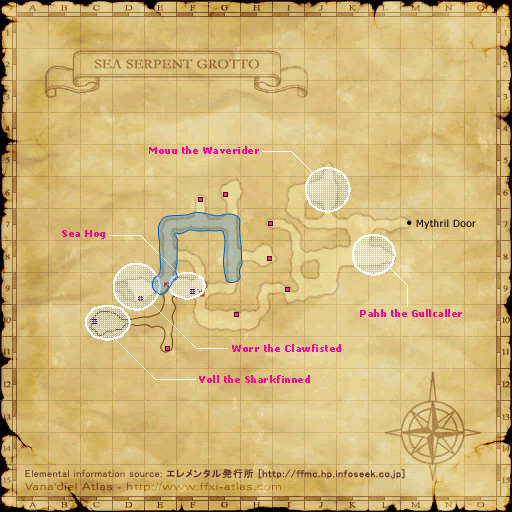 A B C D E F G H I J K L M N O
SEA SERPENT GROTTO
Mouu the Waverider
Mythril Door
Sea Hog
Pahh the Gullcaller
Worr the Clawfisted
Voll the Sharkfinned
Elemental information source: エレメンタル発行所 [http://ffmc.hp.infoseek.co.jp]
Vana'diel Atlas - http://www.ffxi-atlas.com
A B C D E F G H I J K L M N O